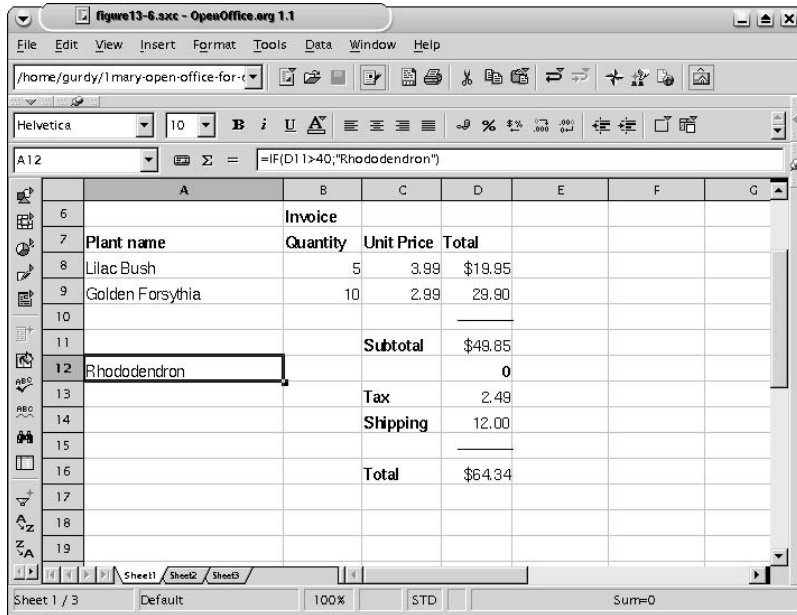 figure13-6.sxc - OpenOffice.org 1.1
File Edit View Insert Format Tools Data Window Help
/home/gurdy/1mary-open-office-for-
Helvetica 10 B i U A
A12 Σ = =IF(D11>40;"Rhododendron")
A B C D E F G
6 Invoice
7 Plant name Quantity Unit Price Total
8 Lilac Bush 5 3.99 $19.95
9 Golden Forsythia 10 2.99 29.90
10
11 Subtotal $49.85
12 Rhododendron 0
13 Tax 2.49
14 Shipping 12.00
15
16 Total $64.34
17
18
19
Sheet1 Sheet2 Sheet3
Sheet 1 / 3 Default 100% STD Sum=0